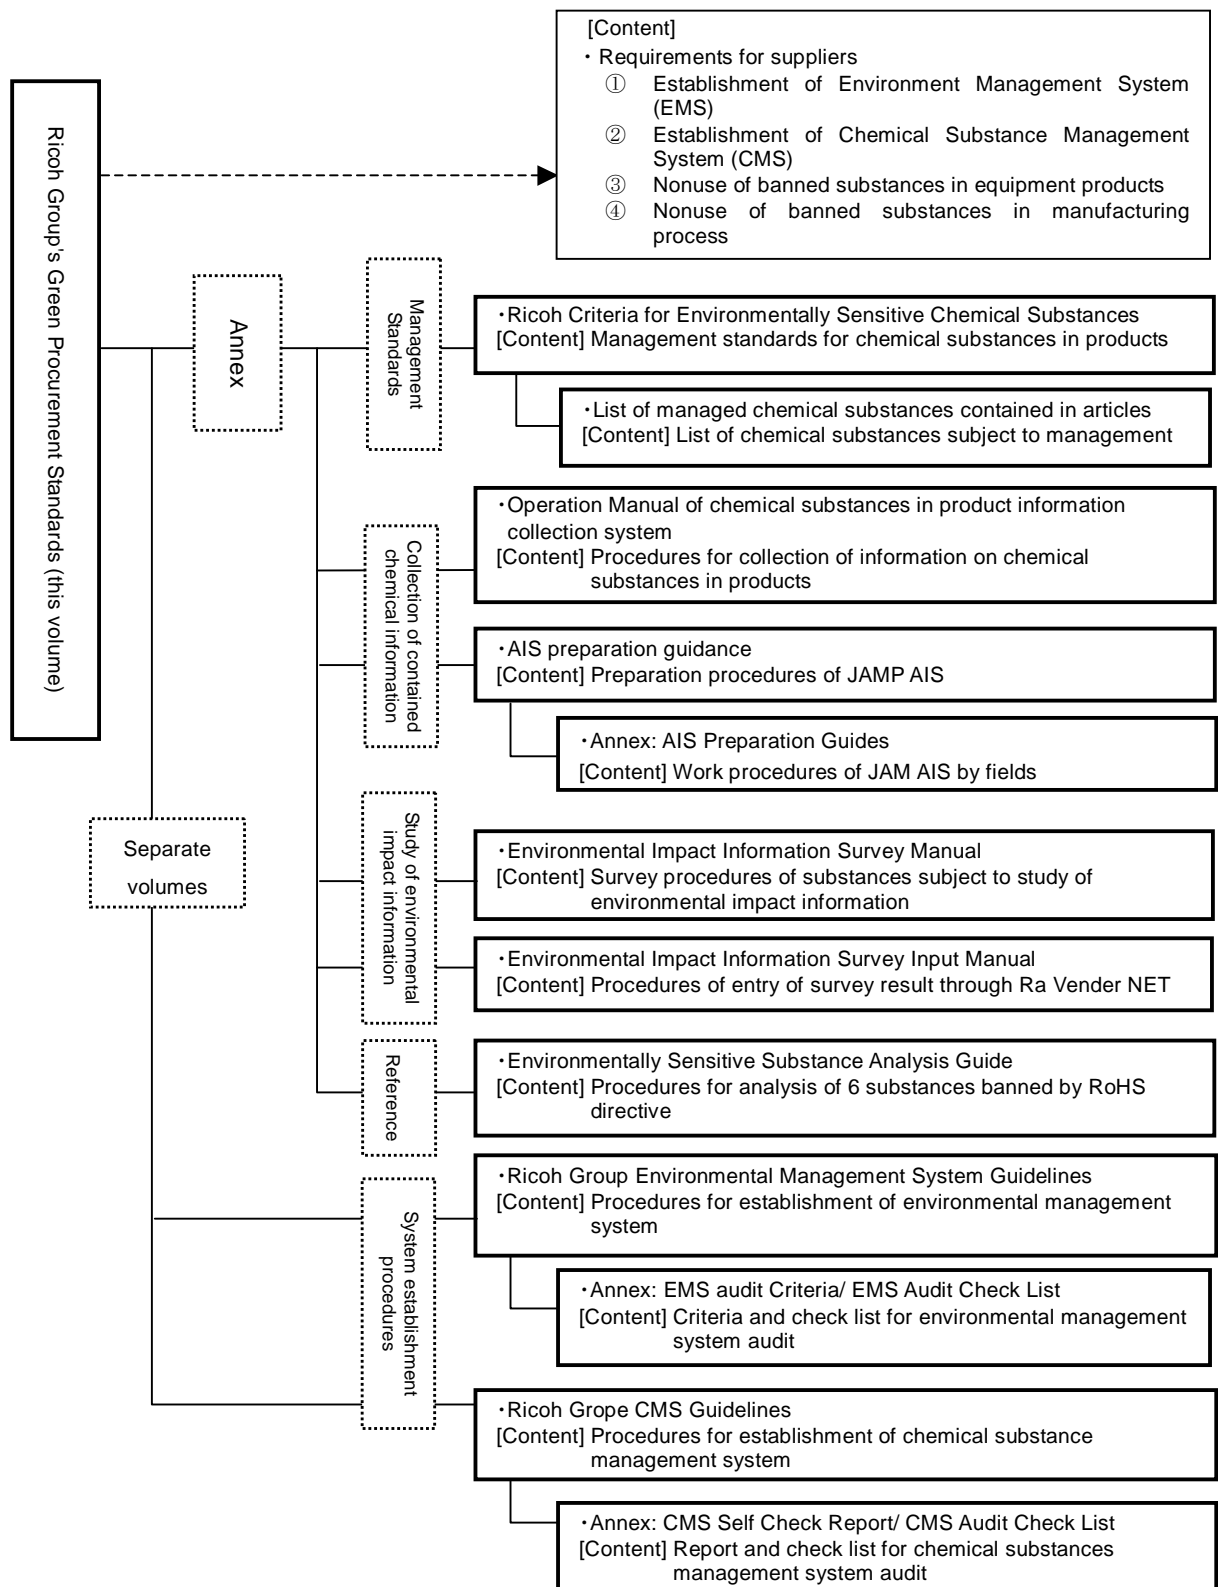 [Content]
・Requirements for suppliers
① Establishment of Environment Management System
(EMS)
② Establishment of Chemical Substance Management
System (CMS)
③ Nonuse of banned substances in equipment products
④ Nonuse of banned substances in manufacturing
process
Ricoh Group's Green Procurement Standards (this volume)
Annex
Separate
volumes
Management
Standards
・Ricoh Criteria for Environmentally Sensitive Chemical Substances
[Content] Management standards for chemical substances in products
・List of managed chemical substances contained in articles
[Content] List of chemical substances subject to management
Collection of contained
chemical information
・Operation Manual of chemical substances in product information
collection system
[Content] Procedures for collection of information on chemical
substances in products
・AIS preparation guidance
[Content] Preparation procedures of JAMP AIS
・Annex: AIS Preparation Guides
[Content] Work procedures of JAM AIS by fields
Study of environmental
impact information
・Environmental Impact Information Survey Manual
[Content] Survey procedures of substances subject to study of
environmental impact information
・Environmental Impact Information Survey Input Manual
[Content] Procedures of entry of survey result through Ra Vender NET
Reference
・Environmentally Sensitive Substance Analysis Guide
[Content] Procedures for analysis of 6 substances banned by RoHS
directive
System establishment
procedures
・Ricoh Group Environmental Management System Guidelines
[Content] Procedures for establishment of environmental management
system
・Annex: EMS audit Criteria/ EMS Audit Check List
[Content] Criteria and check list for environmental management
system audit
・Ricoh Grope CMS Guidelines
[Content] Procedures for establishment of chemical substance
management system
・Annex: CMS Self Check Report/ CMS Audit Check List
[Content] Report and check list for chemical substances
management system audit